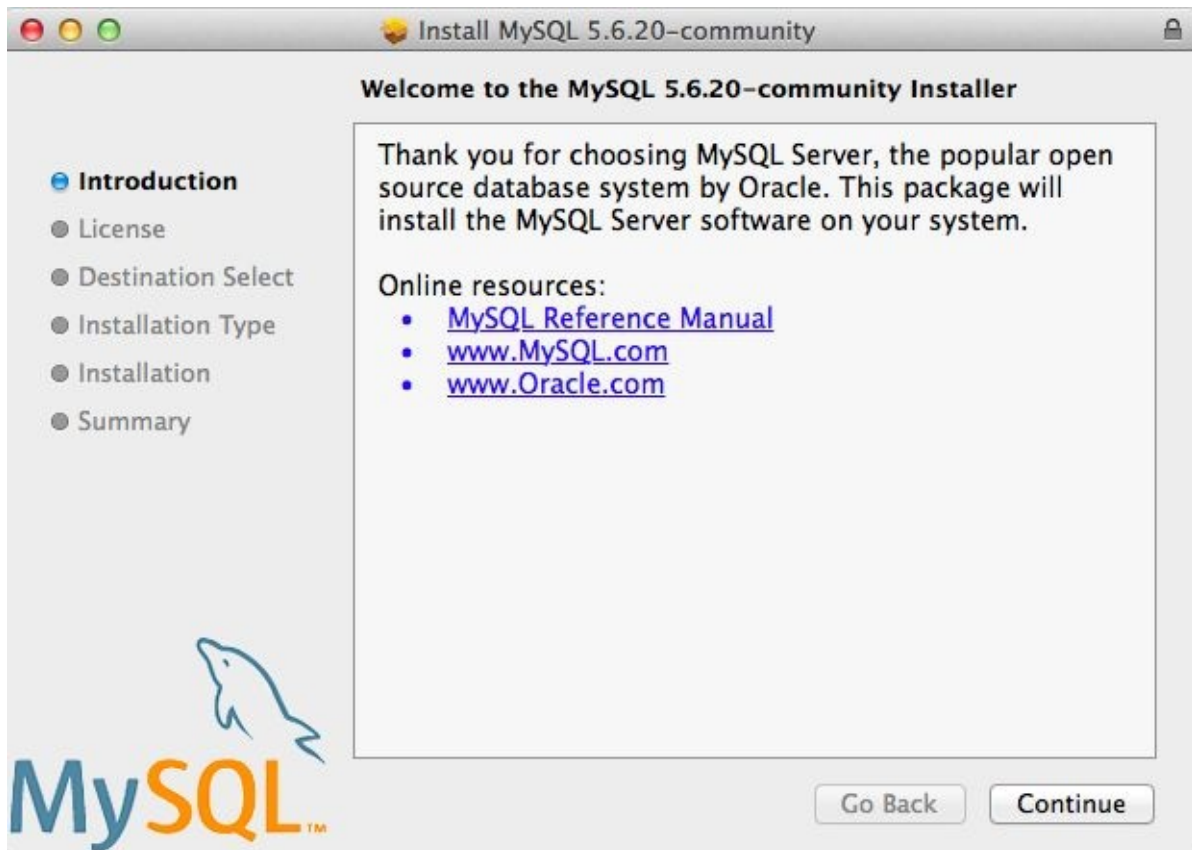 Install MySQL 5.6.20-community
Welcome to the MySQL 5.6.20-community Installer
Introduction
License
Destination Select
Installation Type
Installation
Summary
Thank you for choosing MySQL Server, the popular open
source database system by Oracle. This package will
install the MySQL Server software on your system.
Online resources:
• MySQL Reference Manual
• www.MySQL.com
• www.Oracle.com
MySQL™
Go Back
Continue